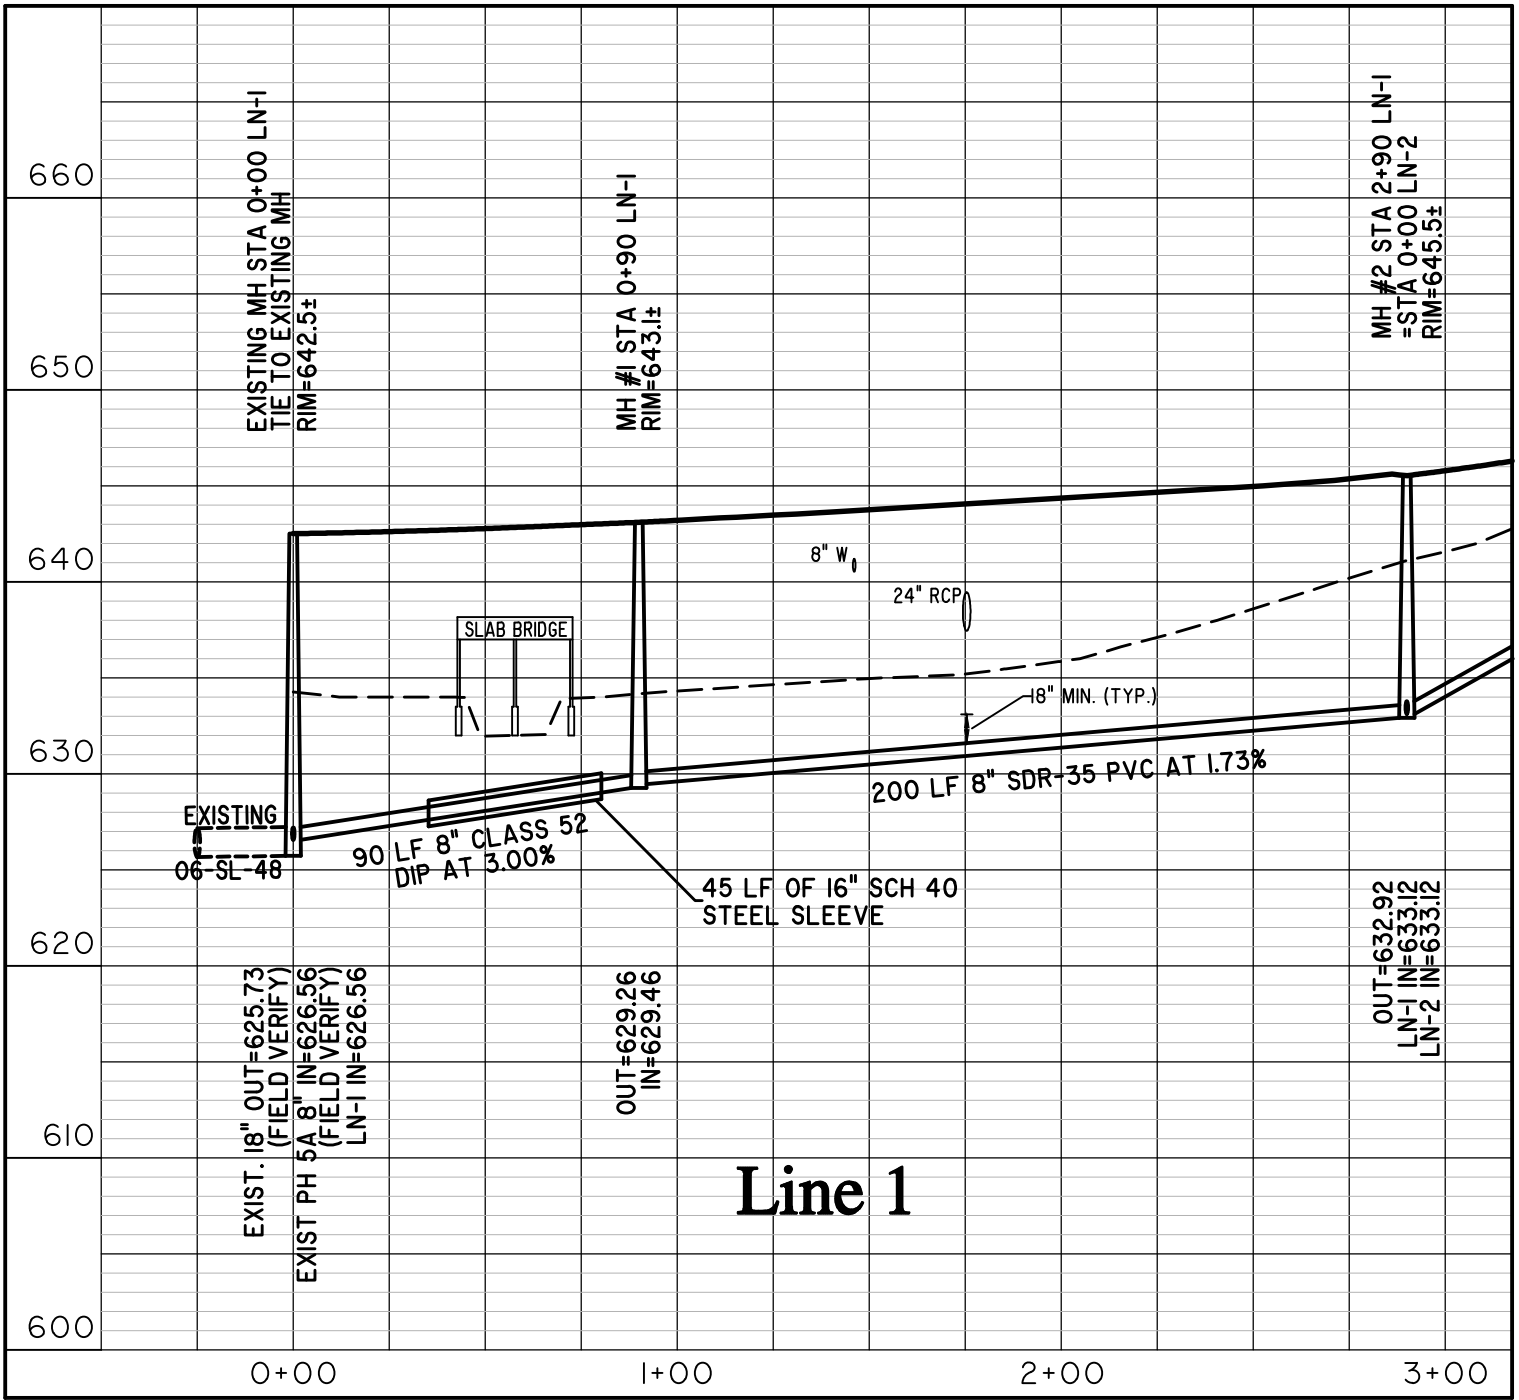 660
650
640
630
620
610
600
0+00
1+00
2+00
3+00
EXISTING MH STA 0+00 LN-1
TIE TO EXISTING MH
RIM=642.5±
MH #1 STA 0+90 LN-1
RIM=643.1±
MH #2 STA 2+90 LN-1
=STA 0+00 LN-2
RIM=645.5±
8" W
24" RCP
SLAB BRIDGE
18" MIN. (TYP.)
200 LF 8" SDR-35 PVC AT 1.73%
EXISTING
06-SL-48
90 LF 8" CLASS 52
DIP AT 3.00%
45 LF OF 16" SCH 40
STEEL SLEEVE
EXIST. 18" OUT=625.73
(FIELD VERIFY)
EXIST PH 5A 8" IN=626.56
(FIELD VERIFY)
LN-1 IN=626.56
OUT=629.26
IN=629.46
OUT=632.92
LN-1 IN=633.12
LN-2 IN=633.12
Line 1